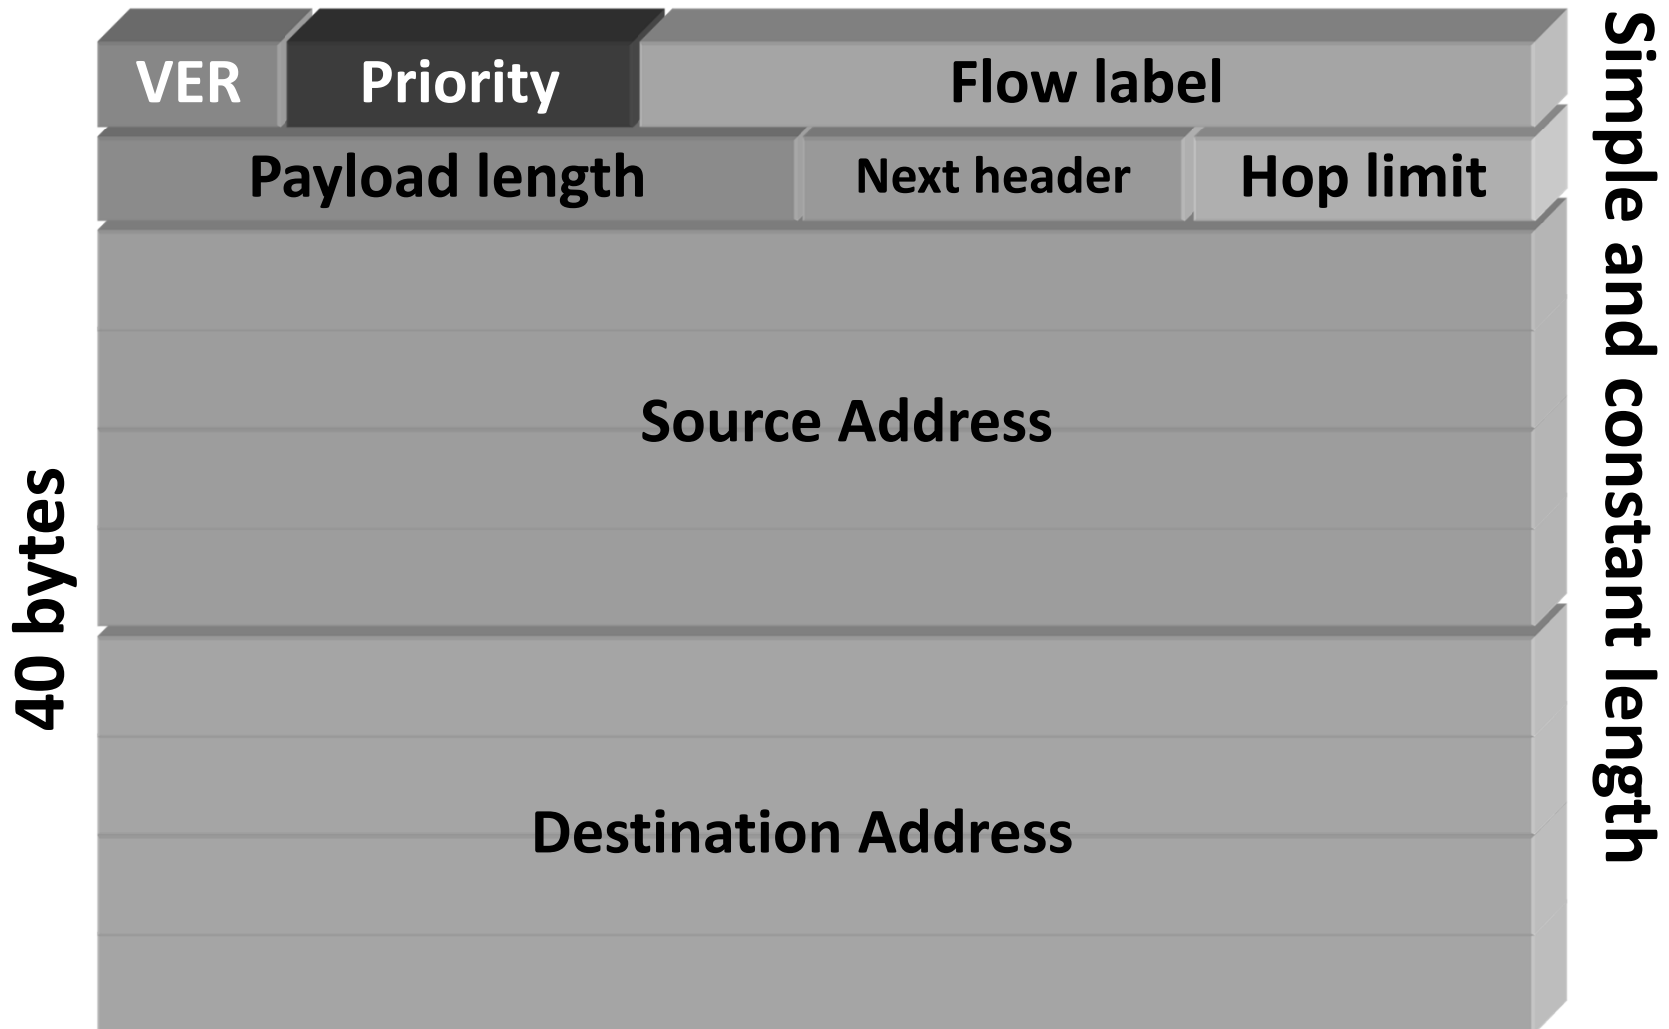 VER Priority Flow label
Payload length Next header Hop limit
Source Address
Destination Address
40 bytes
Simple and constant length